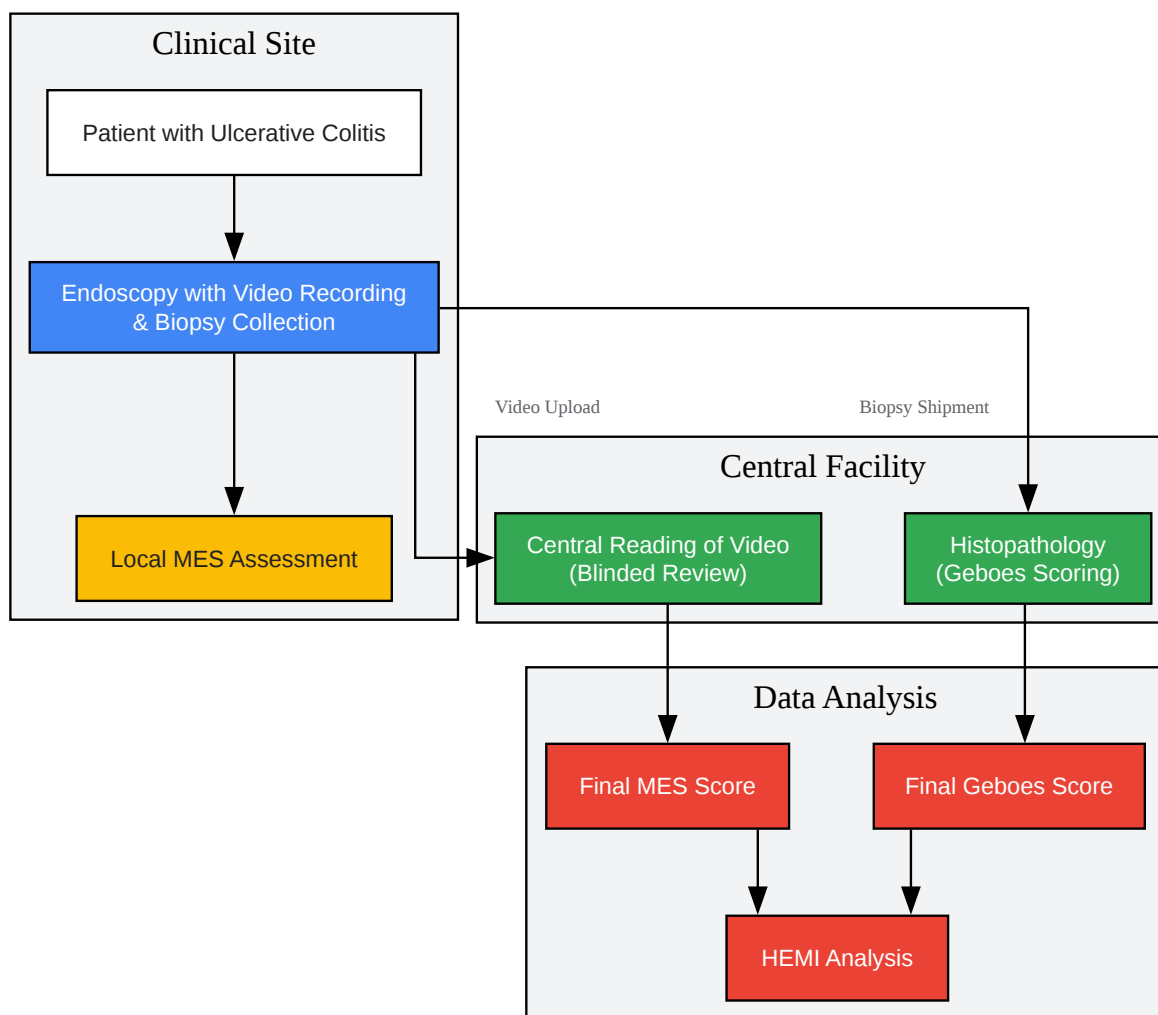 Clinical Site
Patient with Ulcerative Colitis
Endoscopy with Video Recording
& Biopsy Collection
Local MES Assessment
Video Upload
Biopsy Shipment
Central Facility
Central Reading of Video
(Blinded Review)
Histopathology
(Geboes Scoring)
Data Analysis
Final MES Score
Final Geboes Score
HEMI Analysis